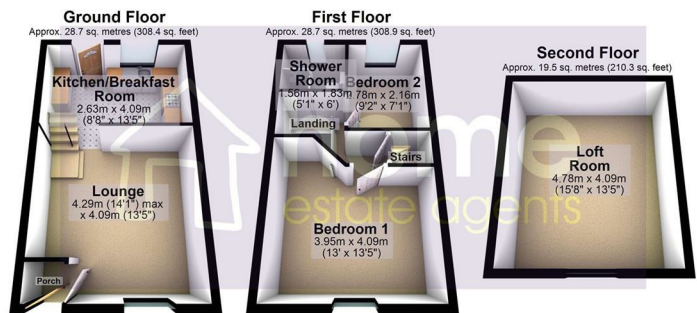 Ground Floor
Approx. 28.7 sq. metres (308.4 sq. feet)
Kitchen/Breakfast
Room
2.63m x 4.09m
(8'8" x 13'5")
Lounge
4.29m (14'1") max
x 4.09m (13'5")
Porch
First Floor
Approx. 28.7 sq. metres (308.9 sq. feet)
Shower
Room
1.56m x 1.83m
(5'1" x 6')
Bedroom 2
2.78m x 2.16m
(9'2" x 7'1")
Landing
Stairs
Bedroom 1
3.95m x 4.09m
(13' x 13'5")
Second Floor
Approx. 19.5 sq. metres (210.3 sq. feet)
Loft
Room
4.78m x 4.09m
(15'8" x 13'5")
home
estate agents